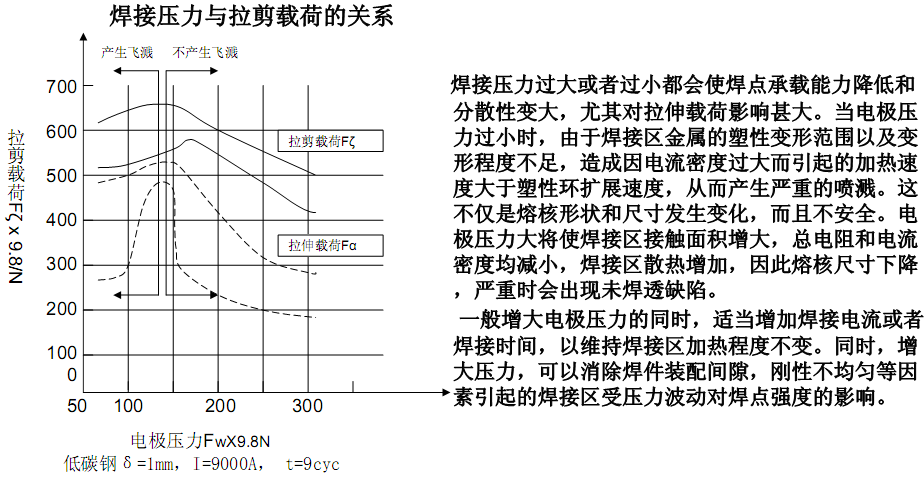 焊接压力与拉剪载荷的关系
产生飞溅 不产生飞溅
700
600
500
400
300
200
100
0
拉剪载荷Fζ x 9.8/N
拉剪载荷Fζ
拉伸载荷Fα
50 100 200 300
电极压力FwX9.8N
低碳钢δ=1mm，I=9000A， t=9cyc
焊接压力过大或者过小都会使焊点承载能力降低和
分散性变大，尤其对拉伸载荷影响甚大。当电极压
力过小时，由于焊接区金属的塑性变形范围以及变
形程度不足，造成因电流密度过大而引起的加热速
度大于塑性环扩展速度，从而产生严重的喷溅。这
不仅是熔核形状和尺寸发生变化，而且不安全。电
极压力大将使焊接区接触面积增大，总电阻和电流
密度均减小，焊接区散热增加，因此熔核尺寸下降
，严重时会出现未焊透缺陷。
一般增大电极压力的同时，适当增加焊接电流或者
焊接时间，以维持焊接区加热程度不变。同时，增
大压力，可以消除焊件装配间隙，刚性不均匀等因
素引起的焊接区受压力波动对焊点强度的影响。